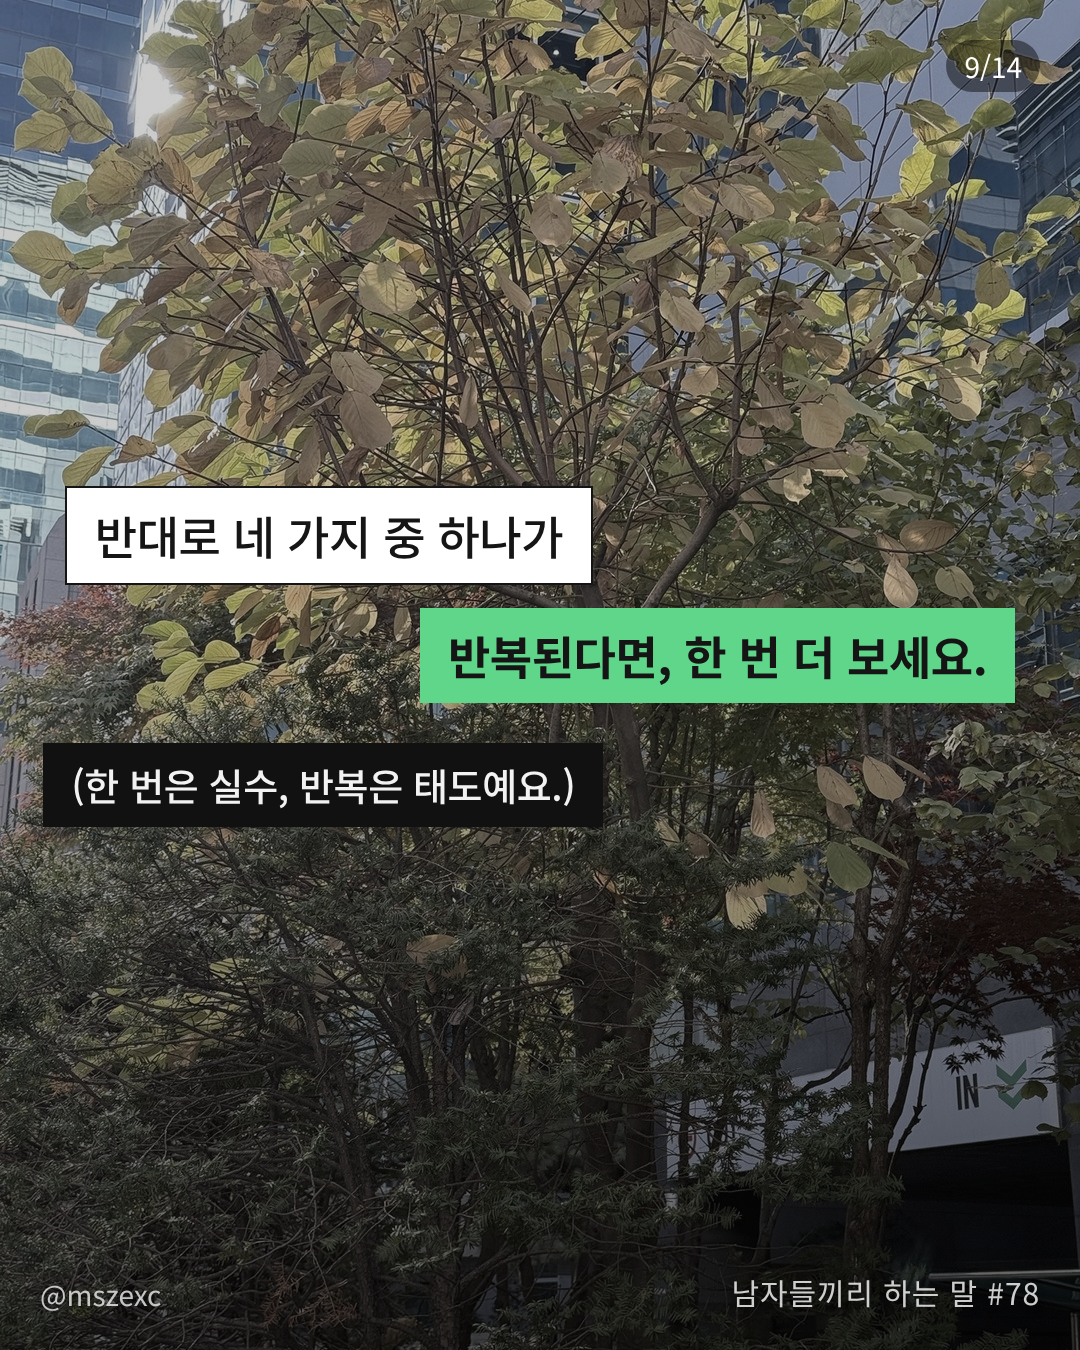 9/14
반대로 네 가지 중 하나가
반복된다면, 한 번 더 보세요.
(한 번은 실수, 반복은 태도예요.)
IN
@mszexc
남자들끼리 하는 말 #78